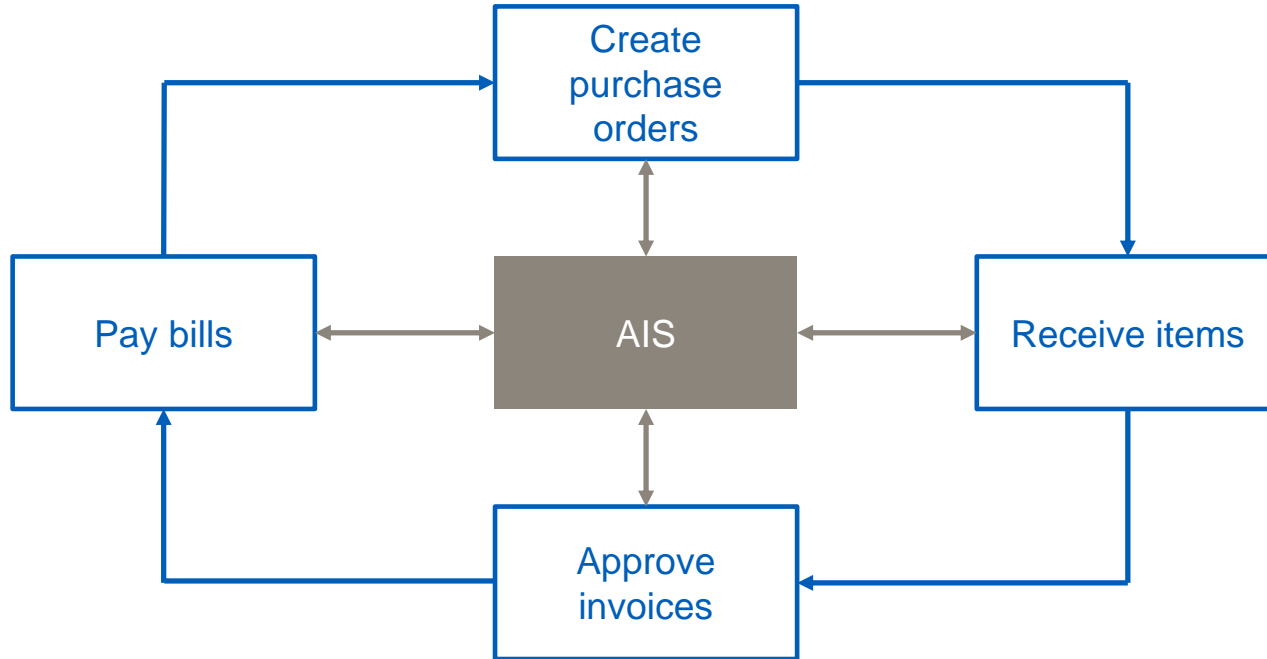 Create
purchase
orders
Pay bills
AIS
Receive items
Approve
invoices